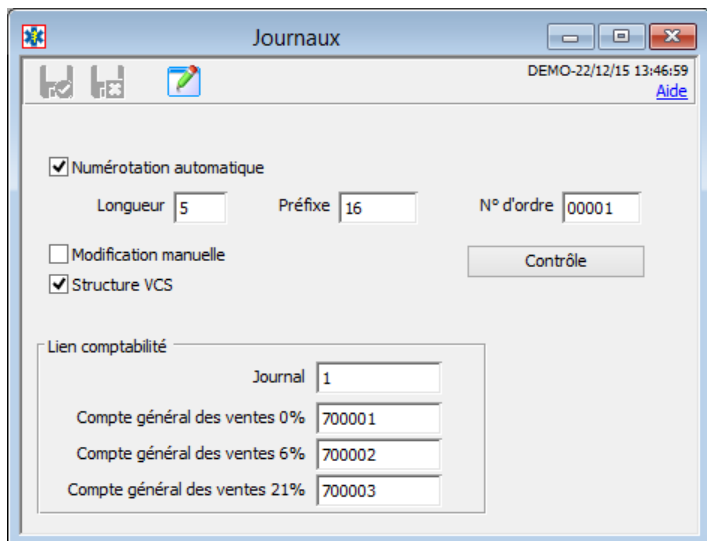 Journaux
DEMO-22/12/15 13:46:59
Aide
Numérotation automatique
Longueur 5 Préfixe 16 N° d'ordre 00001
Modification manuelle
Contrôle
Structure VCS
Lien comptabilité
Journal 1
Compte général des ventes 0% 700001
Compte général des ventes 6% 700002
Compte général des ventes 21% 700003